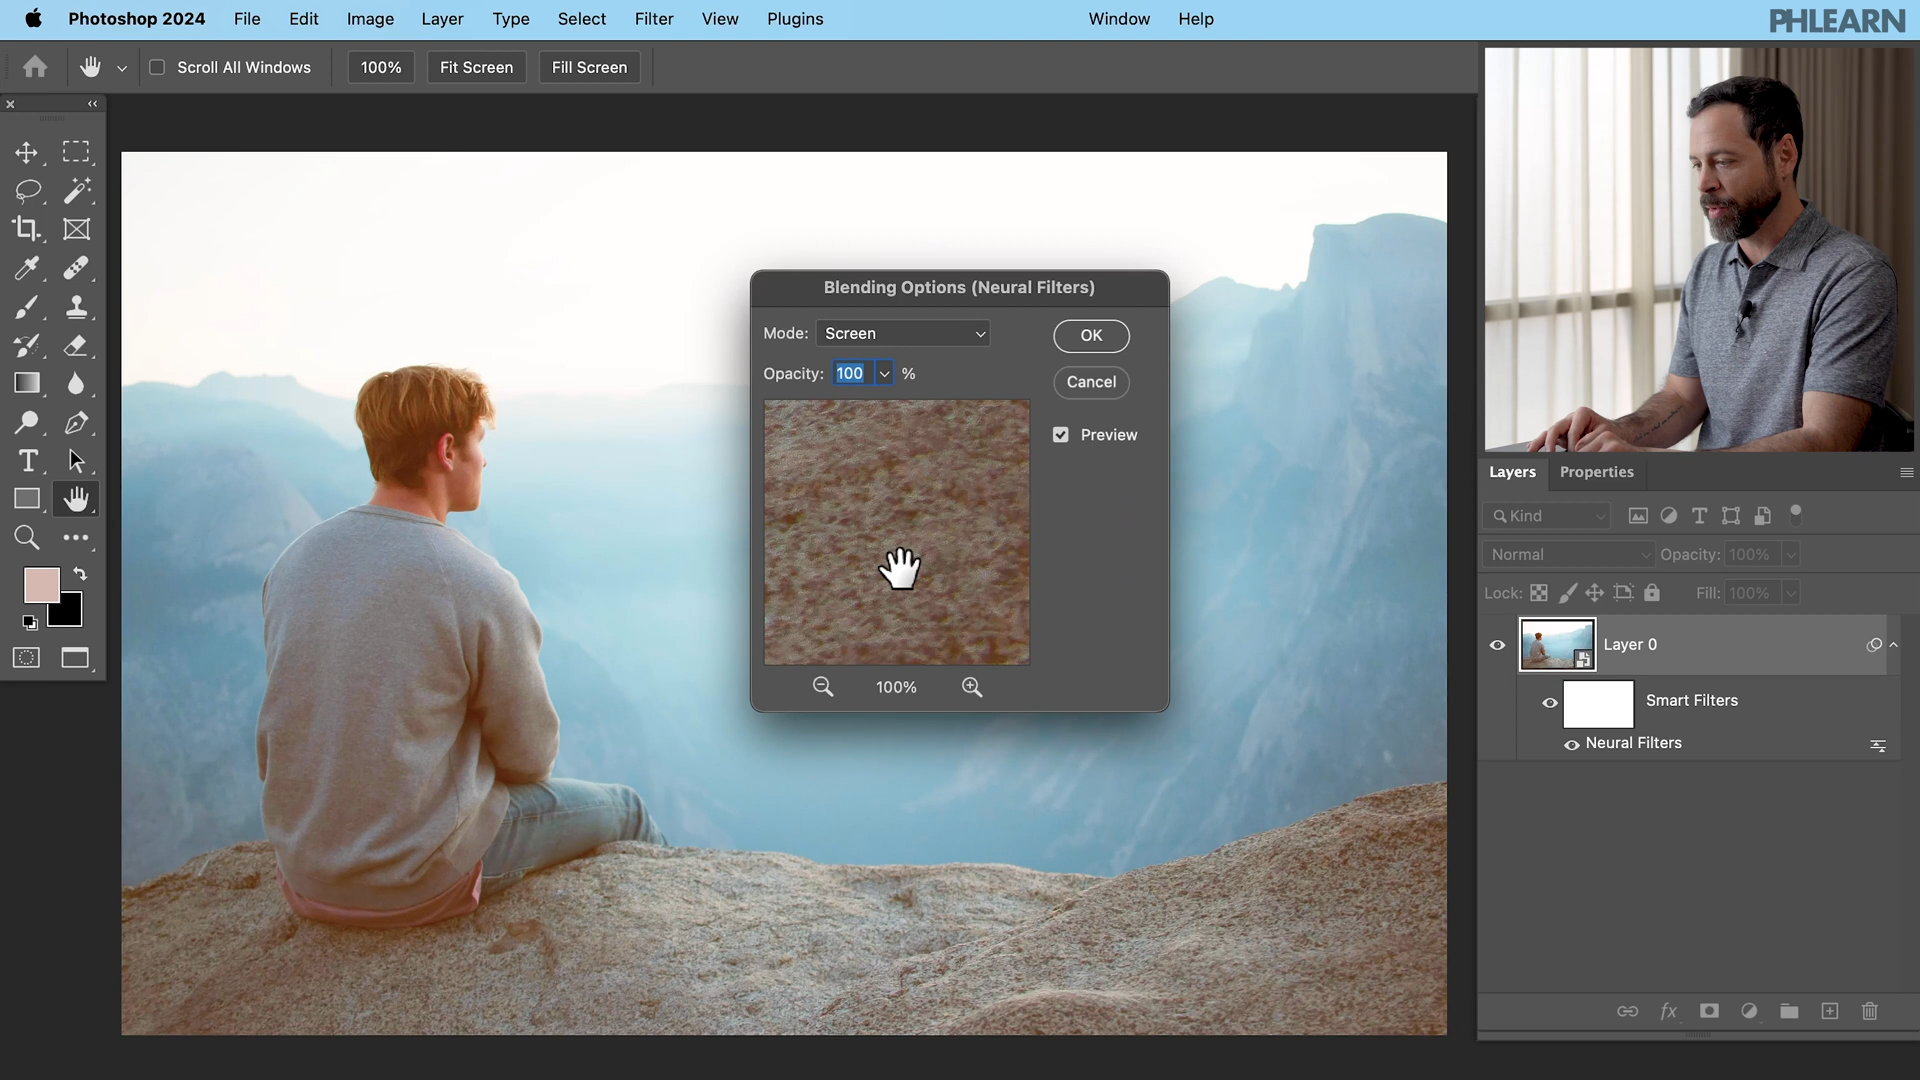 Photoshop 2024 File Edit Image Layer Type Select Filter View Plugins Window Help
PHLEARN
Scroll All Windows 100% Fit Screen Fill Screen
Blending Options (Neural Filters)
Mode: Screen
OK
Opacity: 100 %
Cancel
Preview
100%
Layers Properties
Kind
Normal Opacity: 100%
Lock: Fill: 100%
Layer 0
Smart Filters
Neural Filters
fx